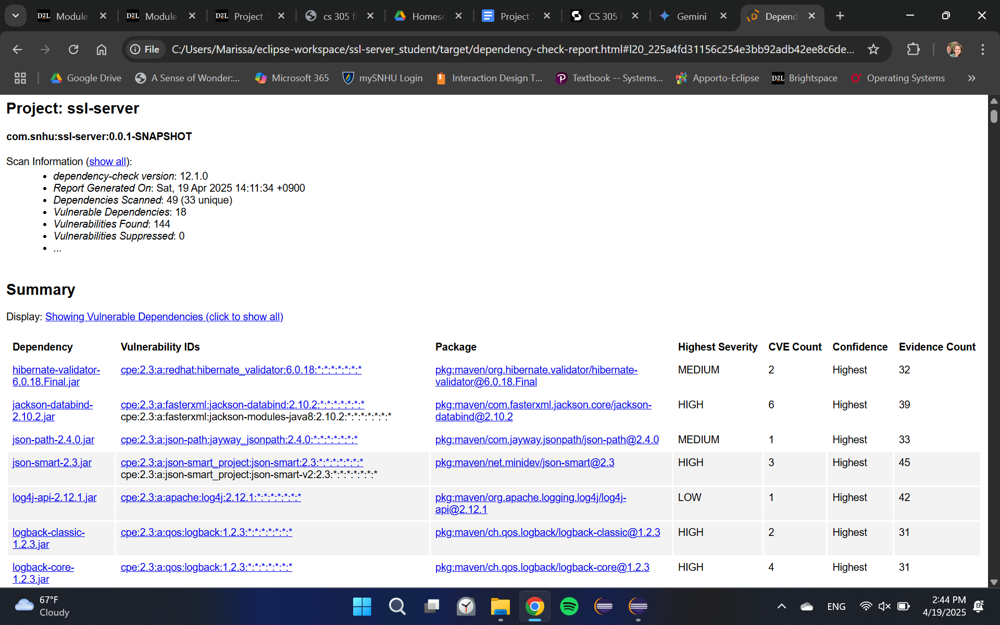 D2L Module
D2L Module
D2L Project T
cs 305 fl
Homesc
Project 2
CS 305
Gemini
Depend
File C:/Users/Marissa/eclipse-workspace/ssl-server_student/target/dependency-check-report.html#l20_225a4fd31156c254e3bb92adb42ee8c6de...
Google Drive
A Sense of Wonder:...
Microsoft 365
mySNHU Login
Interaction Design T...
Textbook -- Systems...
Apporto-Eclipse
D2L Brightspace
Operating Systems
Project: ssl-server
com.snhu:ssl-server:0.0.1-SNAPSHOT
Scan Information (show all):
• dependency-check version: 12.1.0
• Report Generated On: Sat, 19 Apr 2025 14:11:34 +0900
• Dependencies Scanned: 49 (33 unique)
• Vulnerable Dependencies: 18
• Vulnerabilities Found: 144
• Vulnerabilities Suppressed: 0
• ...
Summary
Display: Showing Vulnerable Dependencies (click to show all)
Dependency Vulnerability IDs Package Highest Severity CVE Count Confidence Evidence Count
hibernate-validator- cpe:2.3:a:redhat:hibernate_validator:6.0.18:*:*:*:*:*:*:* pkg:maven/org.hibernate.validator/hibernate- MEDIUM 2 Highest 32
6.0.18.Final.jar validator@6.0.18.Final
jackson-databind- cpe:2.3:a:fasterxml:jackson-databind:2.10.2:*:*:*:*:*:*:* pkg:maven/com.fasterxml.jackson.core/jackson- HIGH 6 Highest 39
2.10.2.jar cpe:2.3:a:fasterxml:jackson-modules-java8:2.10.2:*:*:*:*:*:*:* databind@2.10.2
json-path-2.4.0.jar cpe:2.3:a:json-path:jayway_jsonpath:2.4.0:*:*:*:*:*:*:* pkg:maven/com.jayway.jsonpath/json-path@2.4.0 MEDIUM 1 Highest 33
json-smart-2.3.jar cpe:2.3:a:json-smart_project:json-smart:2.3:*:*:*:*:*:*:* pkg:maven/net.minidev/json-smart@2.3 HIGH 3 Highest 45
cpe:2.3:a:json-smart_project:json-smart-v2:2.3:*:*:*:*:*:*:*
log4j-api-2.12.1.jar cpe:2.3:a:apache:log4j:2.12.1:*:*:*:*:*:*:* pkg:maven/org.apache.logging.log4j/log4j- LOW 1 Highest 42
api@2.12.1
logback-classic- cpe:2.3:a:qos:logback:1.2.3:*:*:*:*:*:*:* pkg:maven/ch.qos.logback/logback-classic@1.2.3 HIGH 2 Highest 31
1.2.3.jar
logback-core- cpe:2.3:a:qos:logback:1.2.3:*:*:*:*:*:*:* pkg:maven/ch.qos.logback/logback-core@1.2.3 HIGH 4 Highest 31
1.2.3.jar
67°F
Cloudy
ENG
2:44 PM
4/19/2025